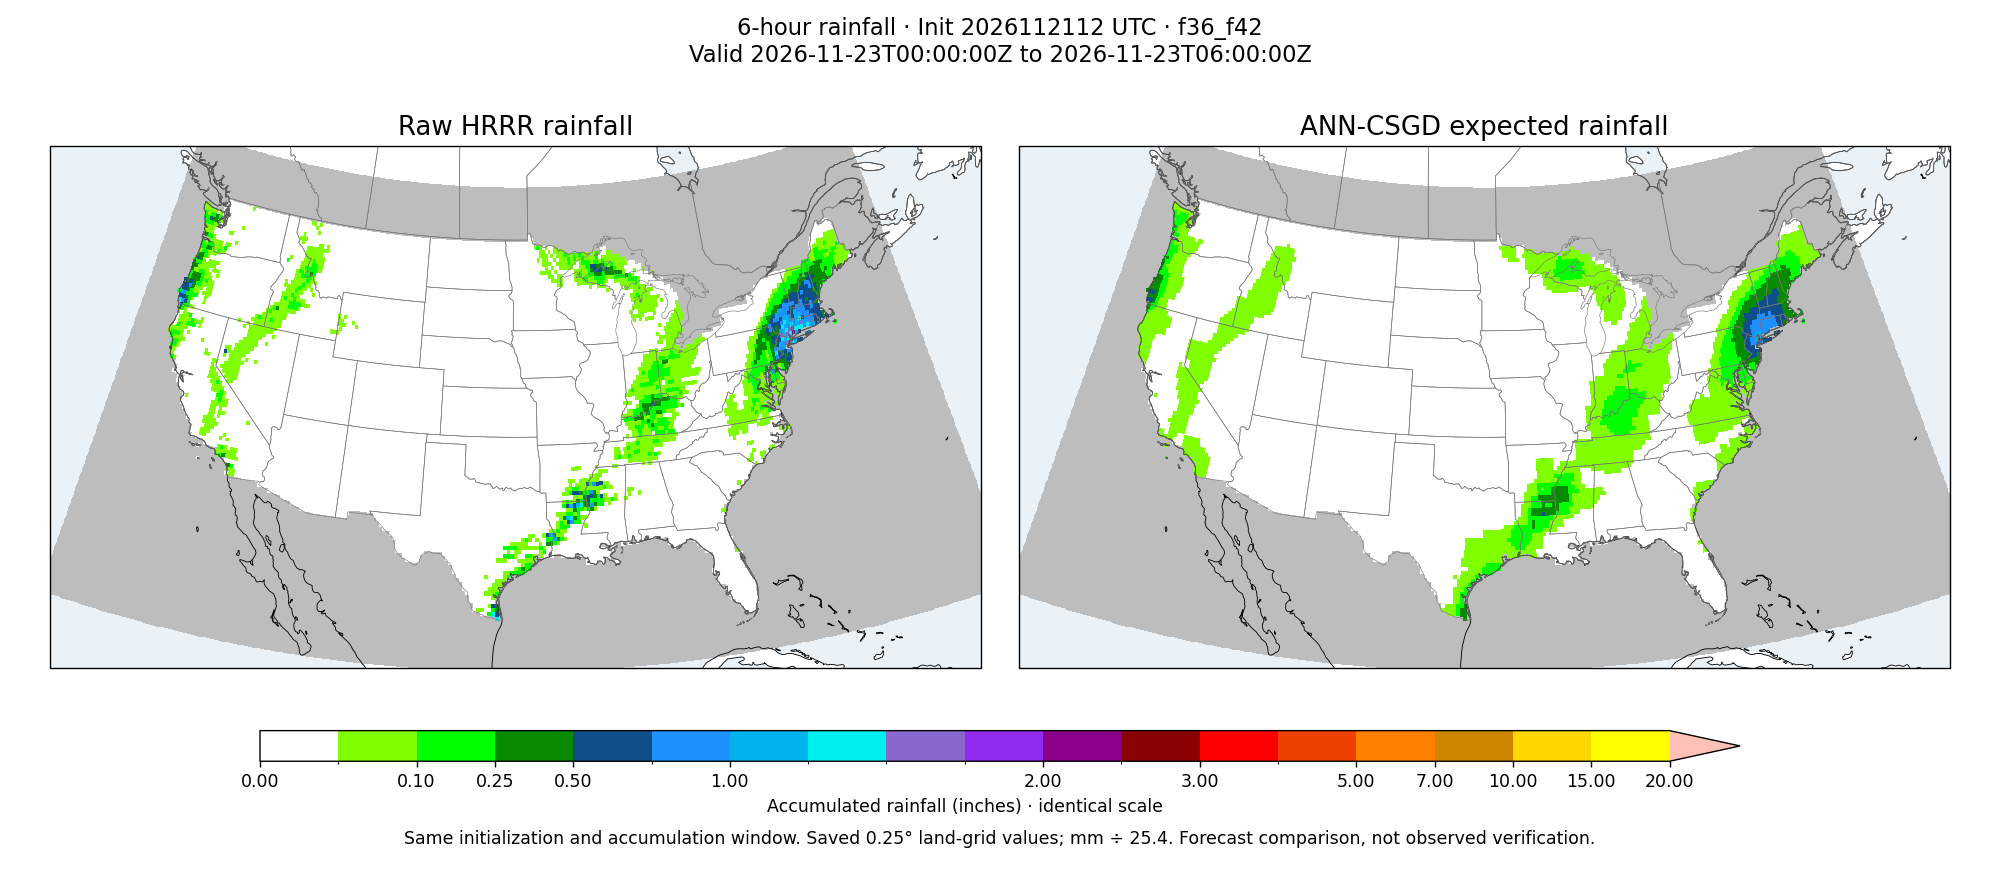 6-hour rainfall · Init 2026112112 UTC · f36_f42
Valid 2026-11-23T00:00:00Z to 2026-11-23T06:00:00Z
Raw HRRR rainfall
ANN-CSGD expected rainfall
0.00 0.10 0.25 0.50 1.00 2.00 3.00 5.00 7.00 10.00 15.00 20.00
Accumulated rainfall (inches) · identical scale
Same initialization and accumulation window. Saved 0.25° land-grid values; mm ÷ 25.4. Forecast comparison, not observed verification.